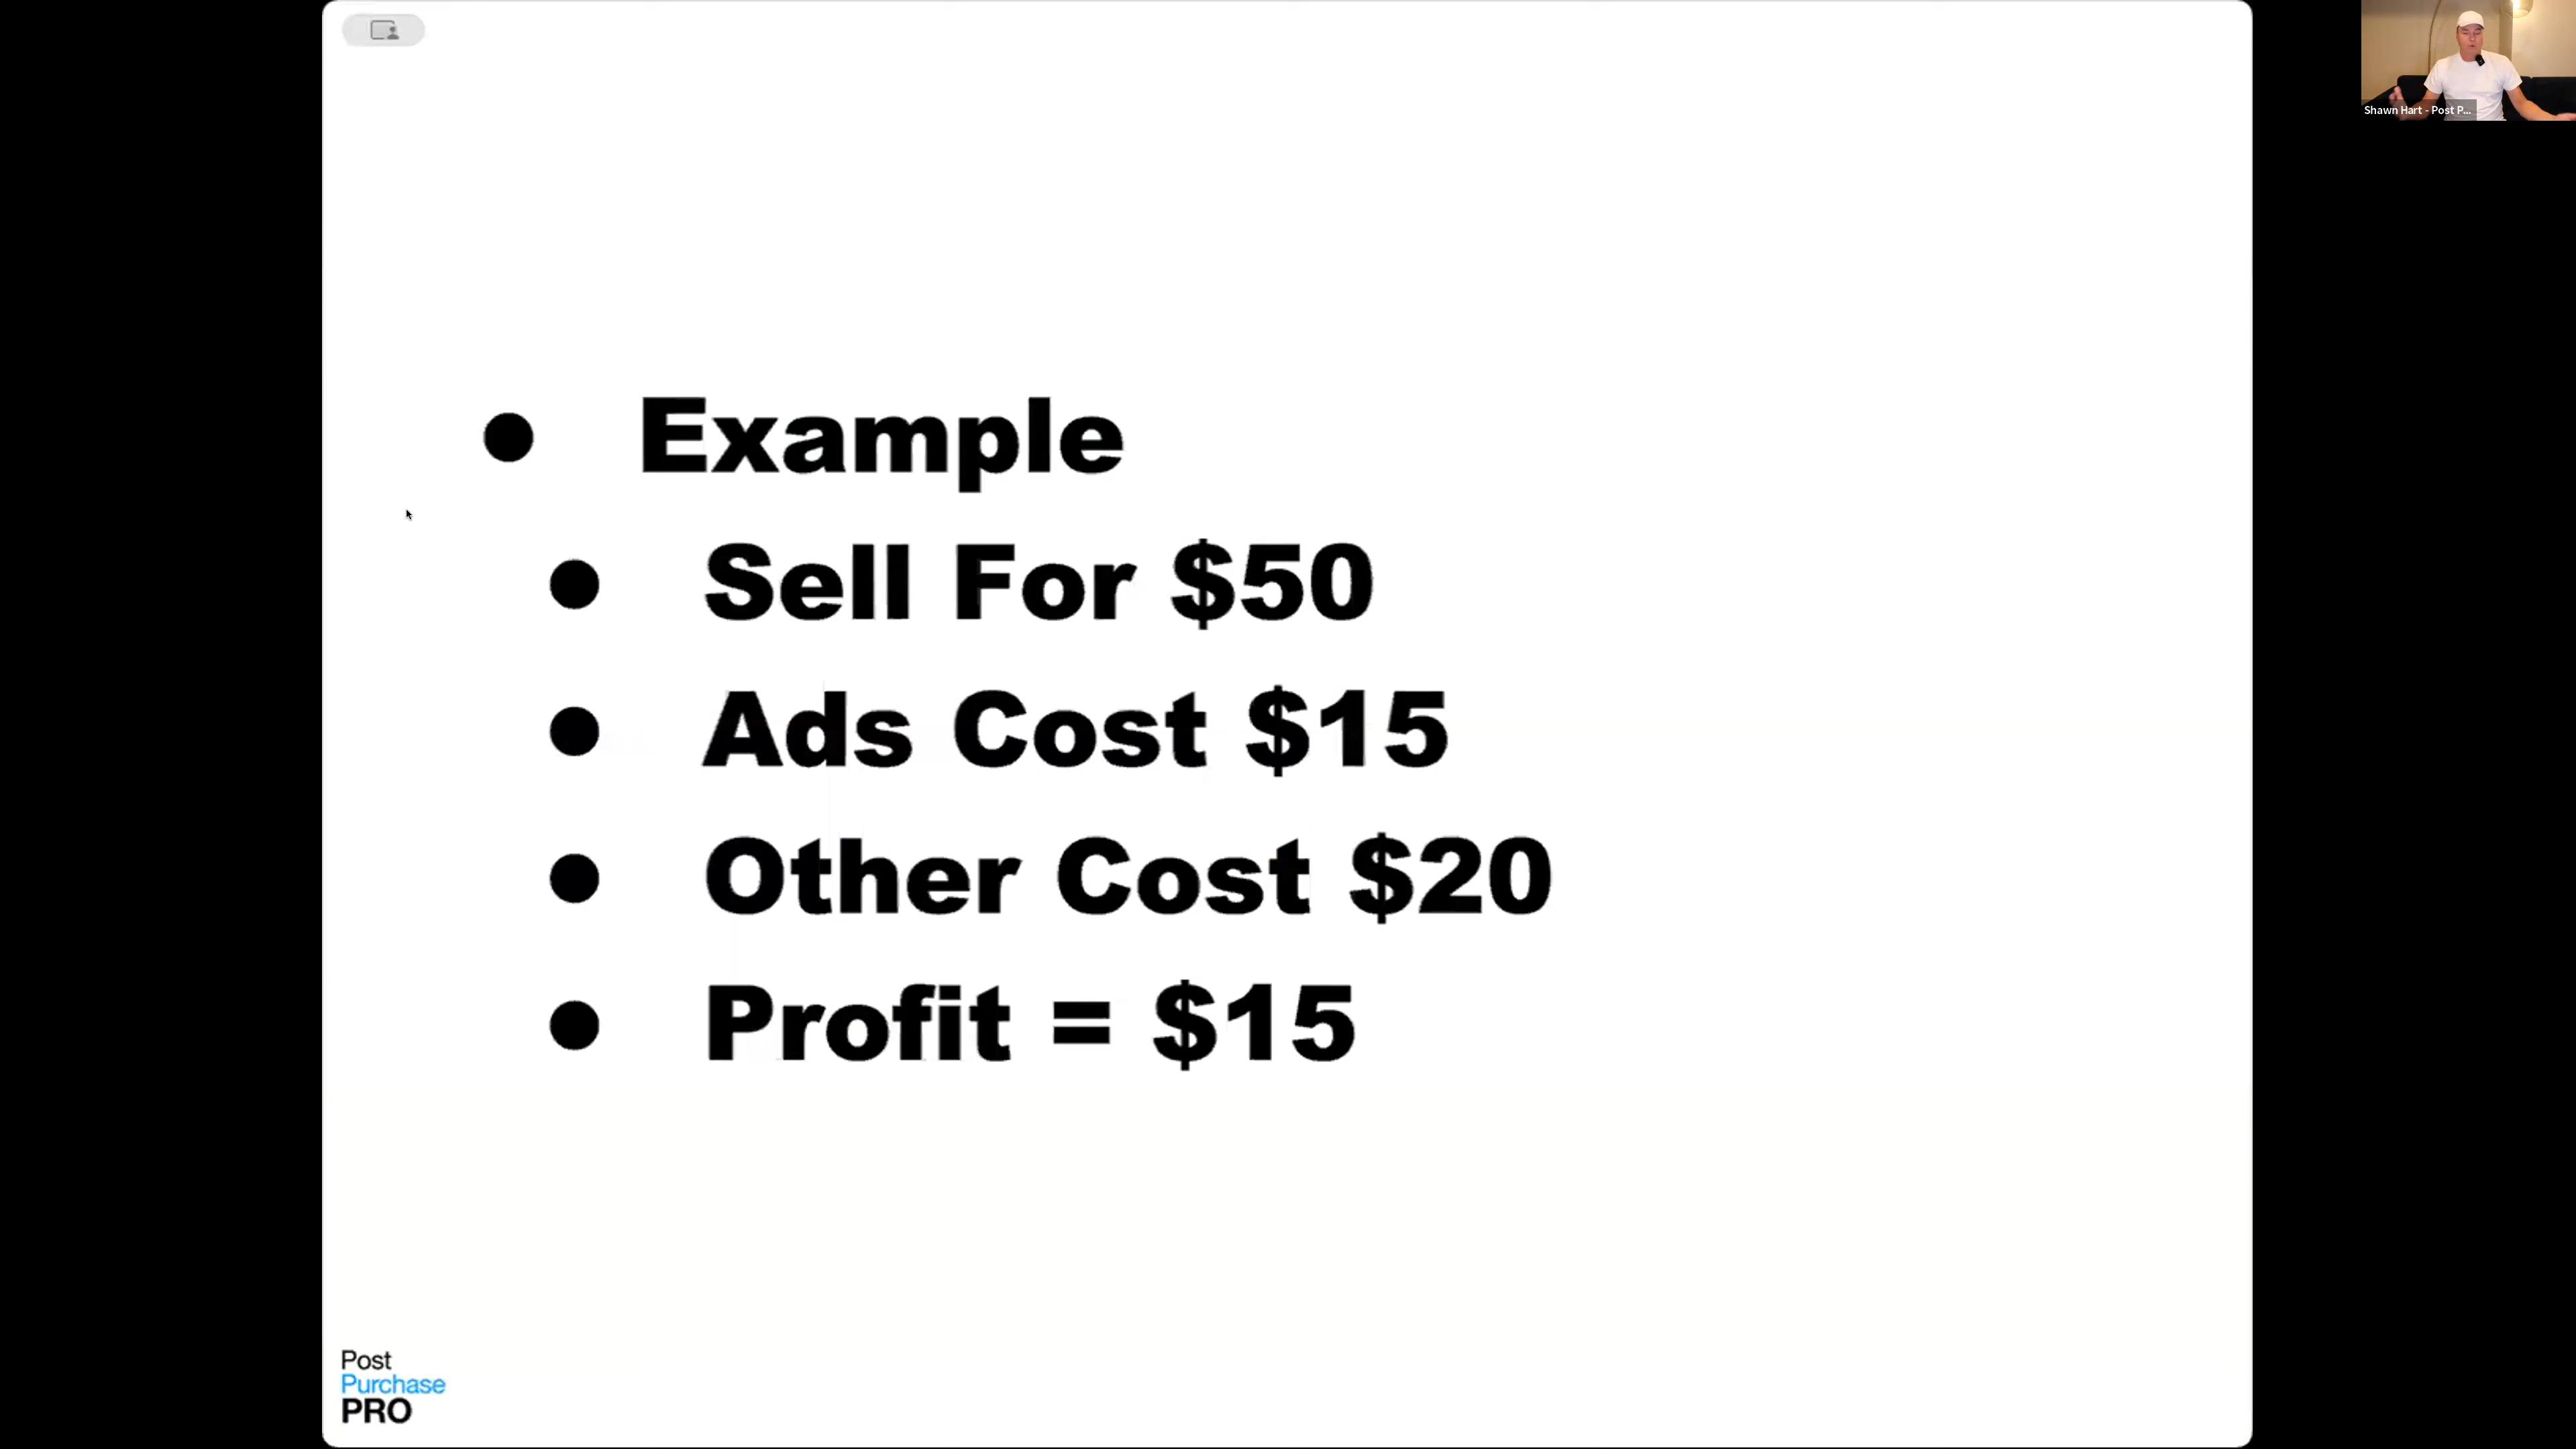 Shawn Hart - Post P...
Example
Sell For $50
Ads Cost $15
Other Cost $20
Profit = $15
Post
Purchase
PRO